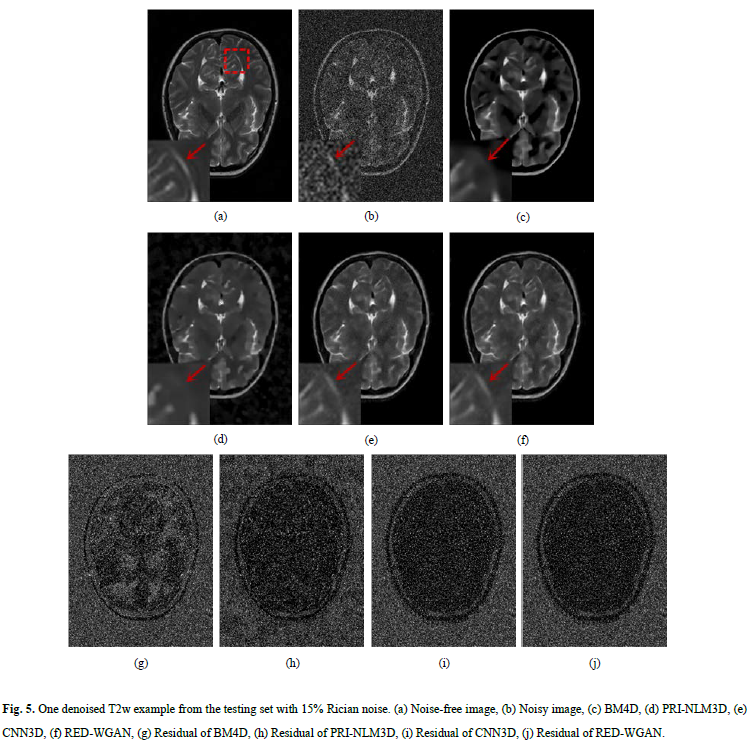 (a)
(b)
(c)
(d)
(e)
(f)
(g)
(h)
(i)
(j)
Fig. 5. One denoised T2w example from the testing set with 15% Rician noise. (a) Noise-free image, (b) Noisy image, (c) BM4D, (d) PRI-NLM3D, (e)
CNN3D, (f) RED-WGAN, (g) Residual of BM4D, (h) Residual of PRI-NLM3D, (i) Residual of CNN3D, (j) Residual of RED-WGAN.